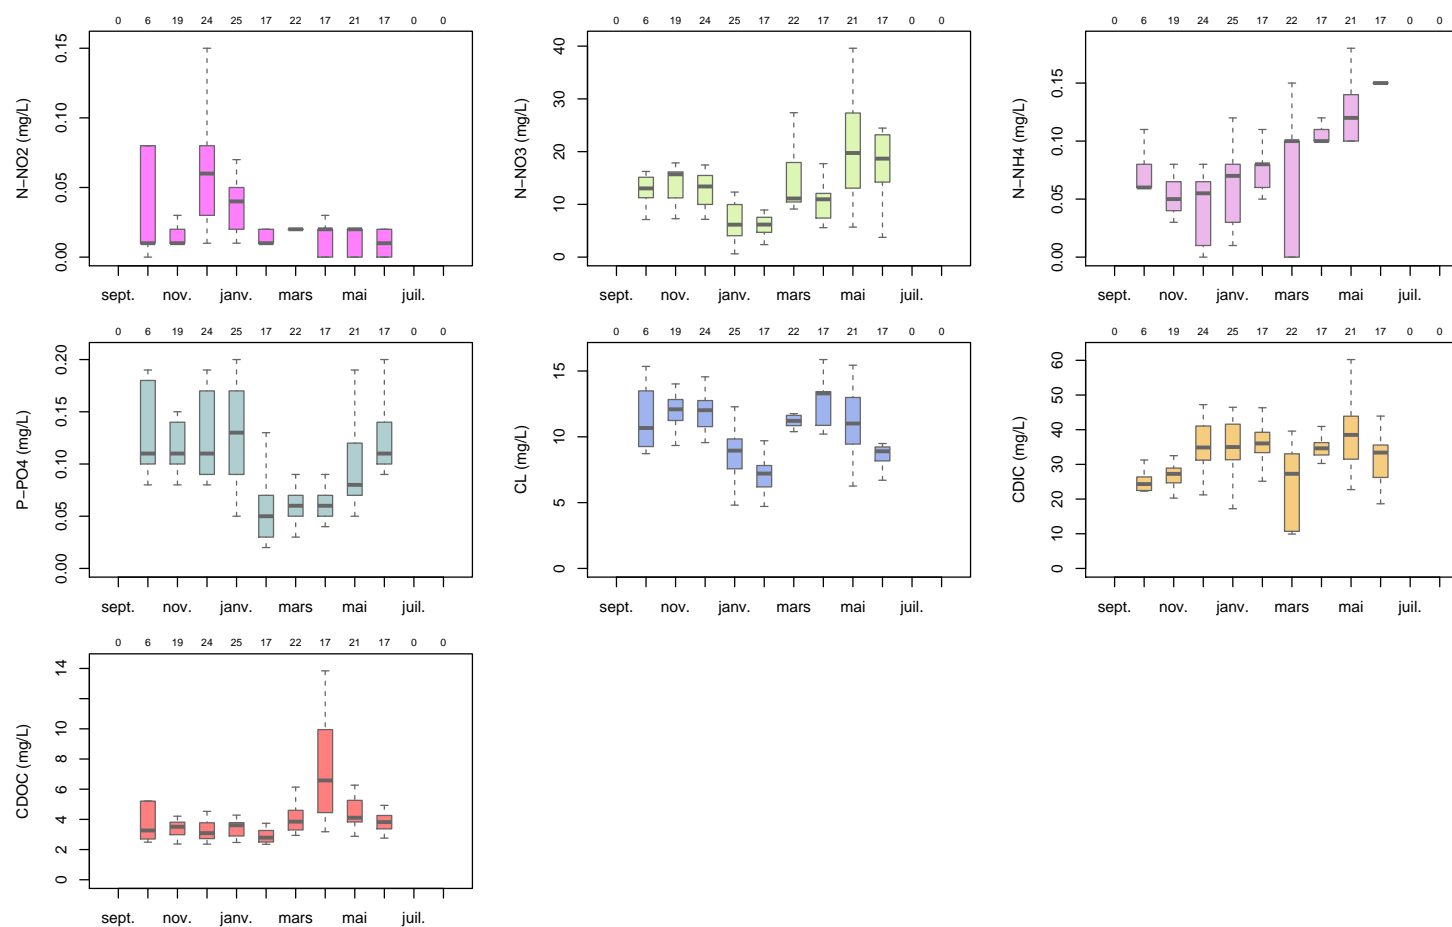 0 6 19 24 25 17 22 17 21 17 0 0
N−NO2 (mg/L)
0.15
0.10
0.05
0.00
sept. nov. janv. mars mai juil.
0 6 19 24 25 17 22 17 21 17 0 0
N−NO3 (mg/L)
40
30
20
10
0
sept. nov. janv. mars mai juil.
0 6 19 24 25 17 22 17 21 17 0 0
N−NH4 (mg/L)
0.15
0.10
0.05
0.00
sept. nov. janv. mars mai juil.
0 6 19 24 25 17 22 17 21 17 0 0
P−PO4 (mg/L)
0.20
0.15
0.10
0.05
0.00
sept. nov. janv. mars mai juil.
0 6 19 24 25 17 22 17 21 17 0 0
CL (mg/L)
15
10
5
0
sept. nov. janv. mars mai juil.
0 6 19 24 25 17 22 17 21 17 0 0
CDIC (mg/L)
60
50
40
30
20
10
0
sept. nov. janv. mars mai juil.
0 6 19 24 25 17 22 17 21 17 0 0
CDOC (mg/L)
14
10
8
6
4
2
0
sept. nov. janv. mars mai juil.